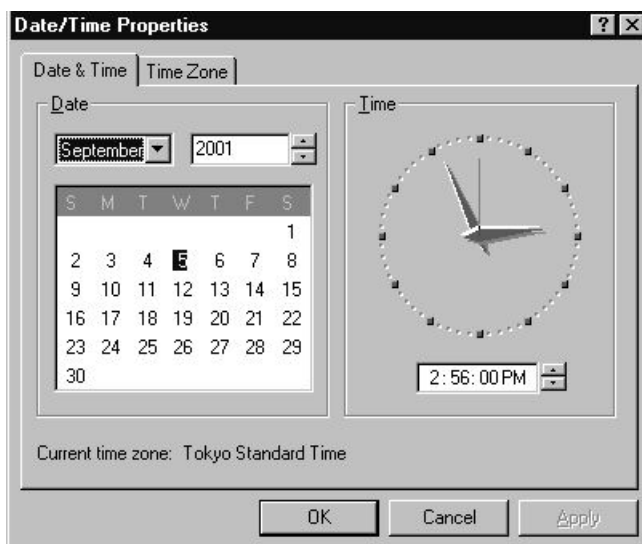 Date/Time Properties
Date & Time
Time Zone
Date
September
2001
S M T W T F S
1
2 3 4 5 6 7 8
9 10 11 12 13 14 15
16 17 18 19 20 21 22
23 24 25 26 27 28 29
30
Time
2:56:00 PM
Current time zone: Tokyo Standard Time
OK
Cancel
Apply